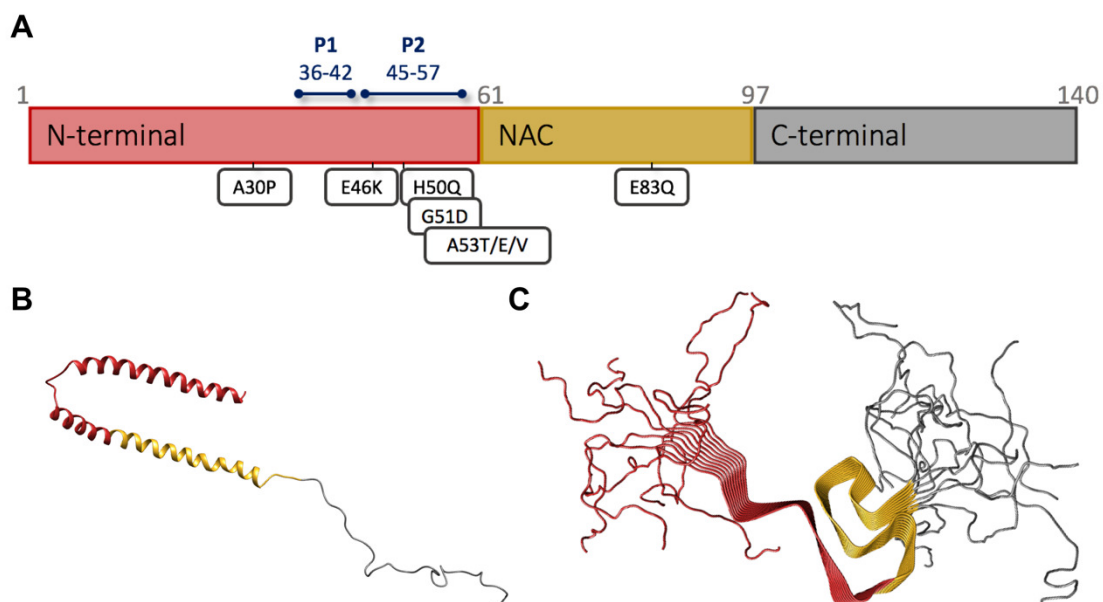 A
P1 P2
36-42 45-57
1 61 97 140
N-terminal NAC C-terminal
A30P E46K H50Q E83Q
G51D
A53T/E/V
B C